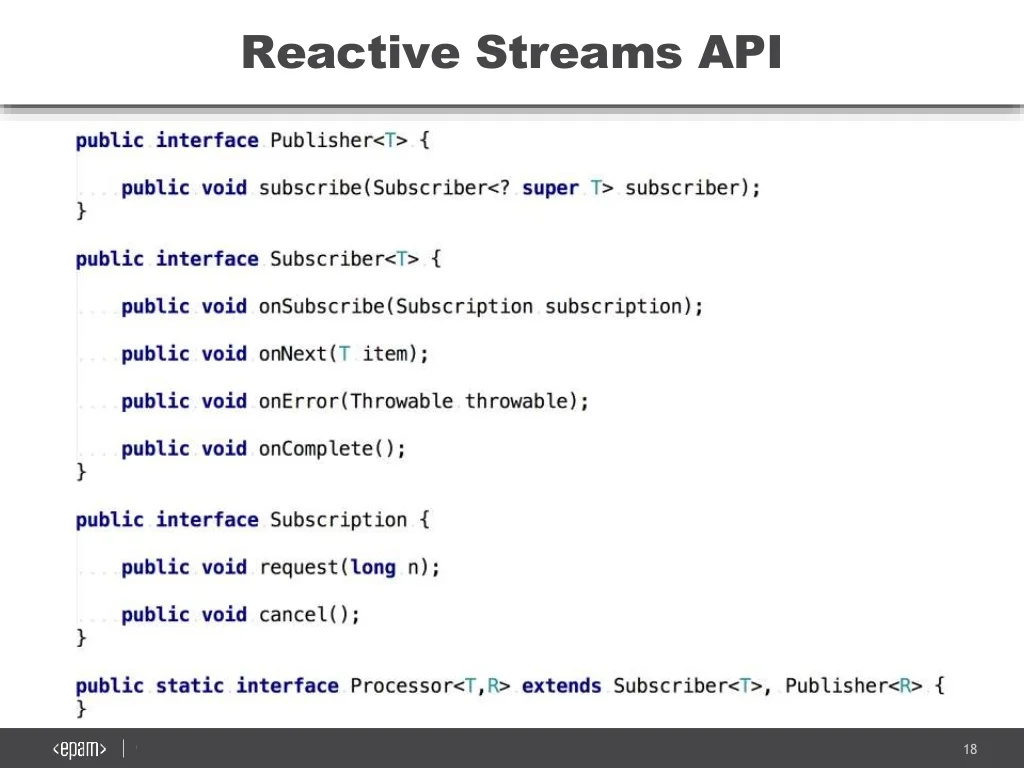 Reactive Streams API
public interface Publisher<T> {
public void subscribe(Subscriber<? super T> subscriber);
}
public interface Subscriber<T> {
public void onSubscribe(Subscription subscription);
public void onNext(T item);
public void onError(Throwable throwable);
public void onComplete();
}
public interface Subscription {
public void request(long n);
public void cancel();
}
public static interface Processor<T,R> extends Subscriber<T>, Publisher<R> {
}
<epam>
18